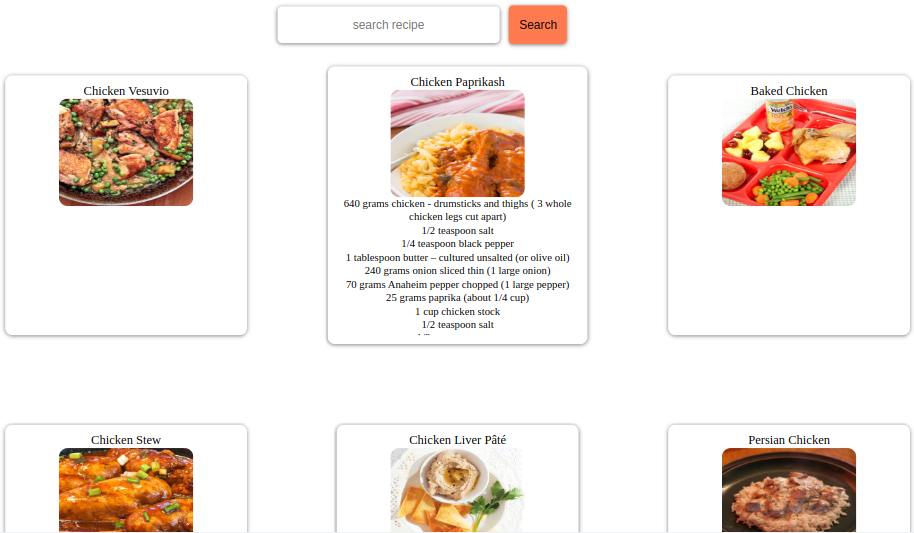 search recipe
Search
Chicken Vesuvio
Chicken Paprikash
640 grams chicken - drumsticks and thighs ( 3 whole
chicken legs cut apart)
1/2 teaspoon salt
1/4 teaspoon black pepper
1 tablespoon butter – cultured unsalted (or olive oil)
240 grams onion sliced thin (1 large onion)
70 grams Anaheim pepper chopped (1 large pepper)
25 grams paprika (about 1/4 cup)
1 cup chicken stock
1/2 teaspoon salt
Baked Chicken
Chicken Stew
Chicken Liver Pâté
Persian Chicken